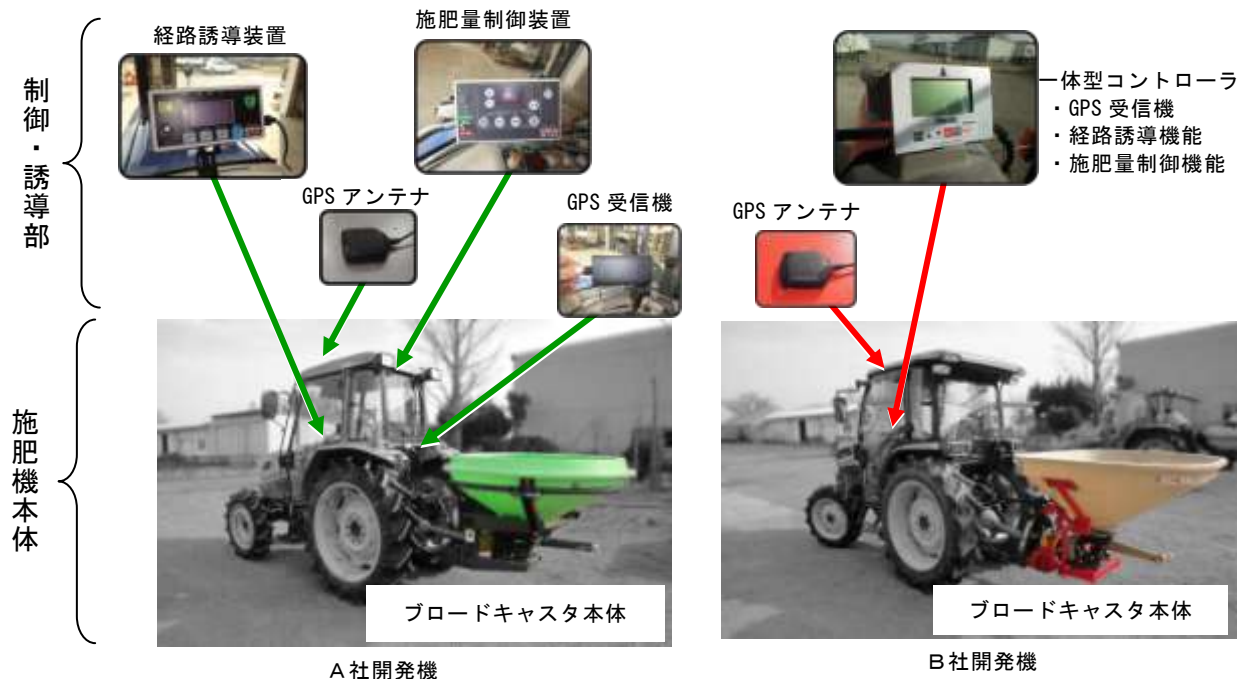 制御・誘導部
経路誘導装置
施肥量制御装置
GPS アンテナ
GPS 受信機
一体型コントローラ
・GPS 受信機
・経路誘導機能
・施肥量制御機能
GPS アンテナ
施肥機本体
ブロードキャスタ本体
ブロードキャスタ本体
A社開発機
B社開発機